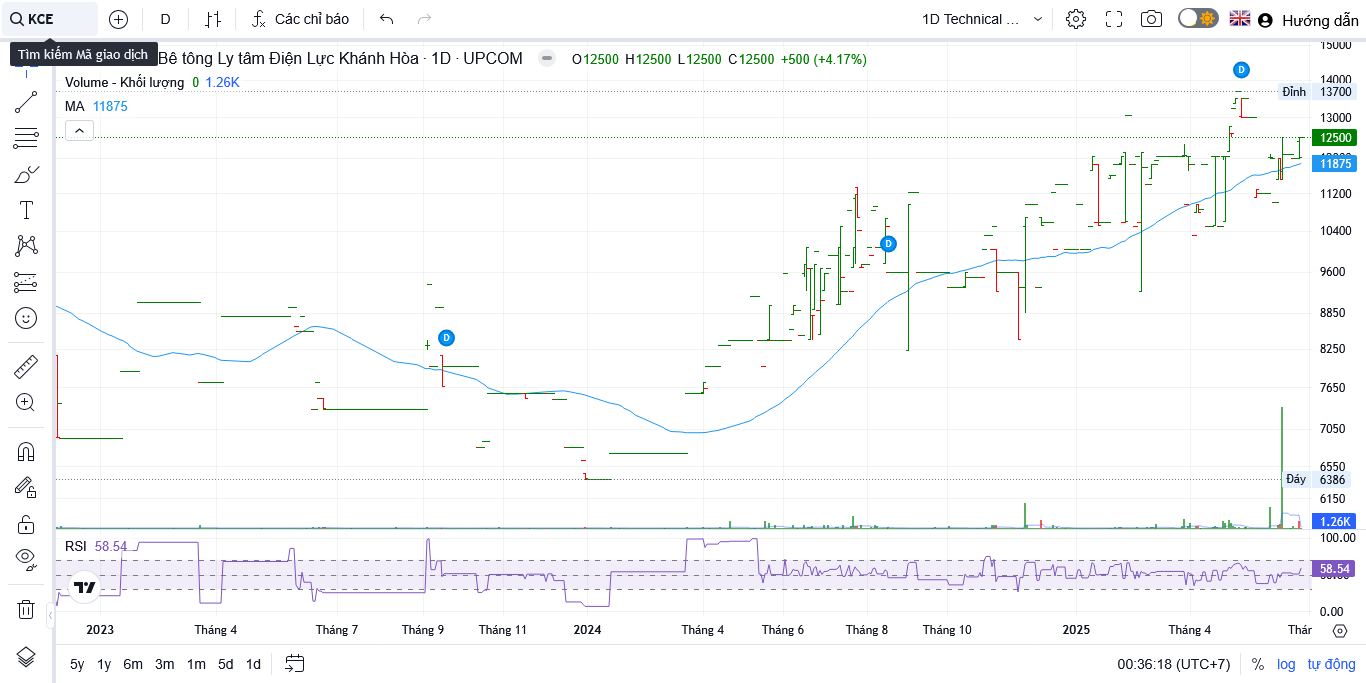 KCE
D
Các chỉ báo
1D Technical ...
Hướng dẫn
Tìm kiếm Mã giao dịch
Bê tông Ly tâm Điện Lực Khánh Hòa · 1D · UPCOM
O12500 H12500 L12500 C12500 +500 (+4.17%)
Volume - Khối lượng 0 1.26K
MA 11875
D
D
D
15000
14000
Đỉnh 13700
13000
12500
11875
11200
10400
9600
8850
8250
7650
7050
6550
Đáy 6386
6150
1.26K
RSI 58.54
100.00
58.54
0.00
2023
Tháng 4
Tháng 7
Tháng 9
Tháng 11
2024
Tháng 4
Tháng 6
Tháng 8
Tháng 10
2025
Tháng 4
Thár
5y 1y 6m 3m 1m 5d 1d
00:36:18 (UTC+7)
% log tự động